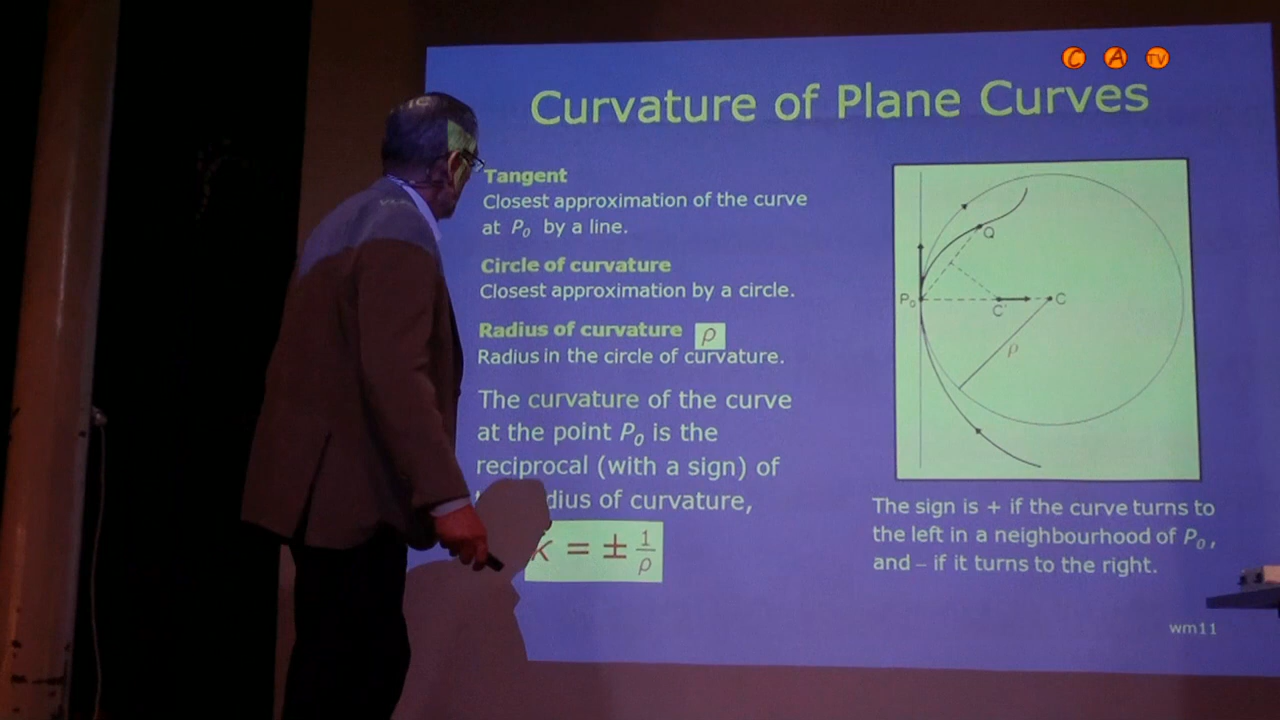 C A TV
Curvature of Plane Curves
Tangent
Closest approximation of the curve
at P₀ by a line.
Circle of curvature
Closest approximation by a circle.
Radius of curvature ρ
Radius in the circle of curvature.
The curvature of the curve
at the point P₀ is the
reciprocal (with a sign) of
dius of curvature,
κ = ± 1/ρ
Q
P₀
C'
C
ρ
The sign is + if the curve turns to
the left in a neighbourhood of P₀,
and – if it turns to the right.
wm11